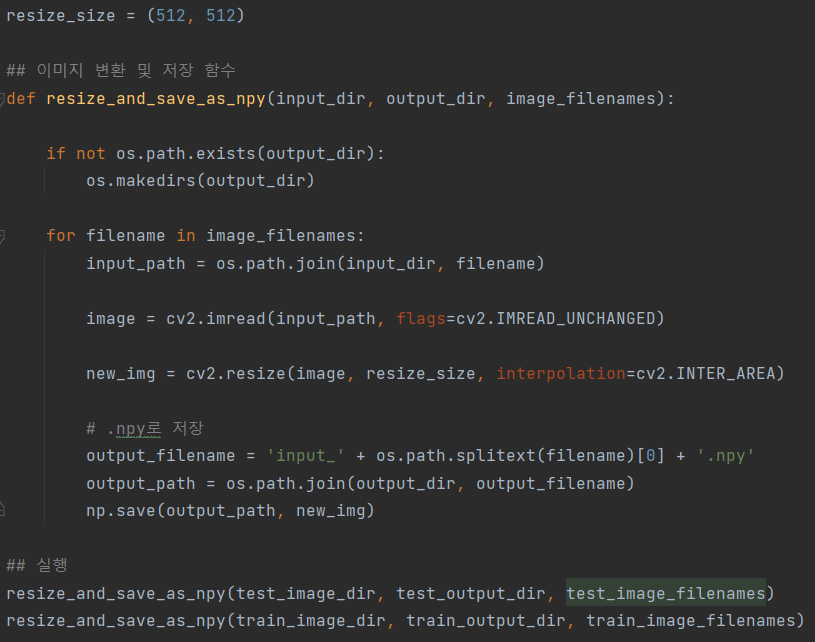 resize_size = (512, 512)
## 이미지 변환 및 저장 함수
def resize_and_save_as_npy(input_dir, output_dir, image_filenames):
if not os.path.exists(output_dir):
os.makedirs(output_dir)
for filename in image_filenames:
input_path = os.path.join(input_dir, filename)
image = cv2.imread(input_path, flags=cv2.IMREAD_UNCHANGED)
new_img = cv2.resize(image, resize_size, interpolation=cv2.INTER_AREA)
# .npy로 저장
output_filename = 'input_' + os.path.splitext(filename)[0] + '.npy'
output_path = os.path.join(output_dir, output_filename)
np.save(output_path, new_img)
## 실행
resize_and_save_as_npy(test_image_dir, test_output_dir, test_image_filenames)
resize_and_save_as_npy(train_image_dir, train_output_dir, train_image_filenames)